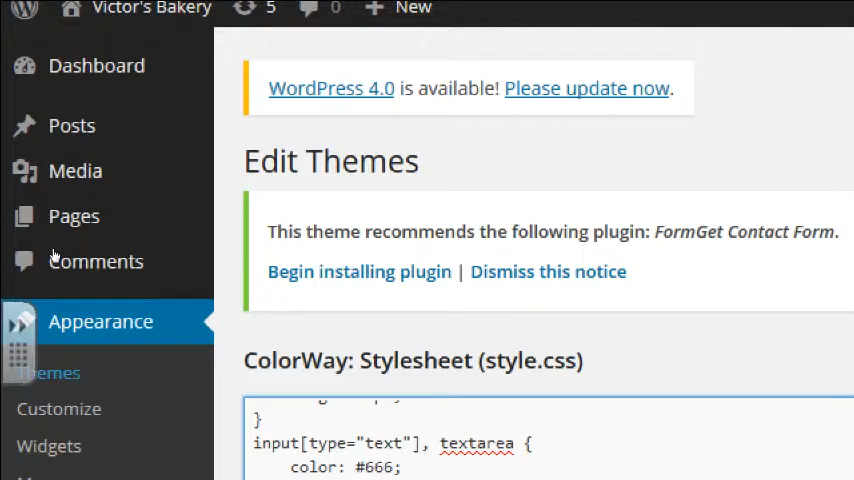 Victor's Bakery 5 0 New
Dashboard
Posts
Media
Pages
Comments
Appearance
Themes
Customize
Widgets
WordPress 4.0 is available! Please update now.
Edit Themes
This theme recommends the following plugin: FormGet Contact Form.
Begin installing plugin | Dismiss this notice
ColorWay: Stylesheet (style.css)
}
input[type="text"], textarea {
color: #666;